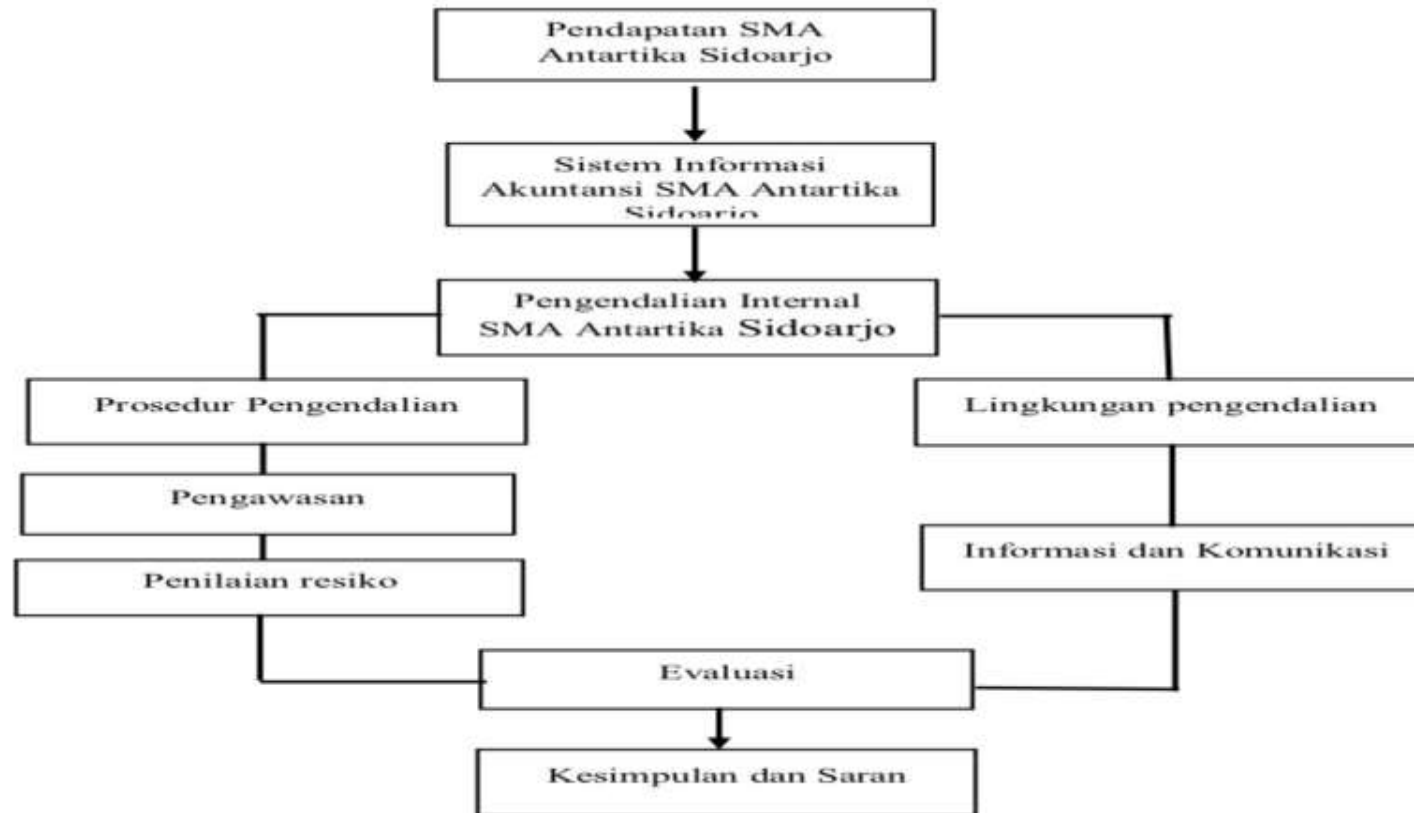 Pendapatan SMA
Antartika Sidoarjo
Sistem Informasi
Akuntansi SMA Antartika
Sidoarjo
Pengendalian Internal
SMA Antartika Sidoarjo
Prosedur Pengendalian
Lingkungan pengendalian
Pengawasan
Informasi dan Komunikasi
Penilaian resiko
Evaluasi
Kesimpulan dan Saran